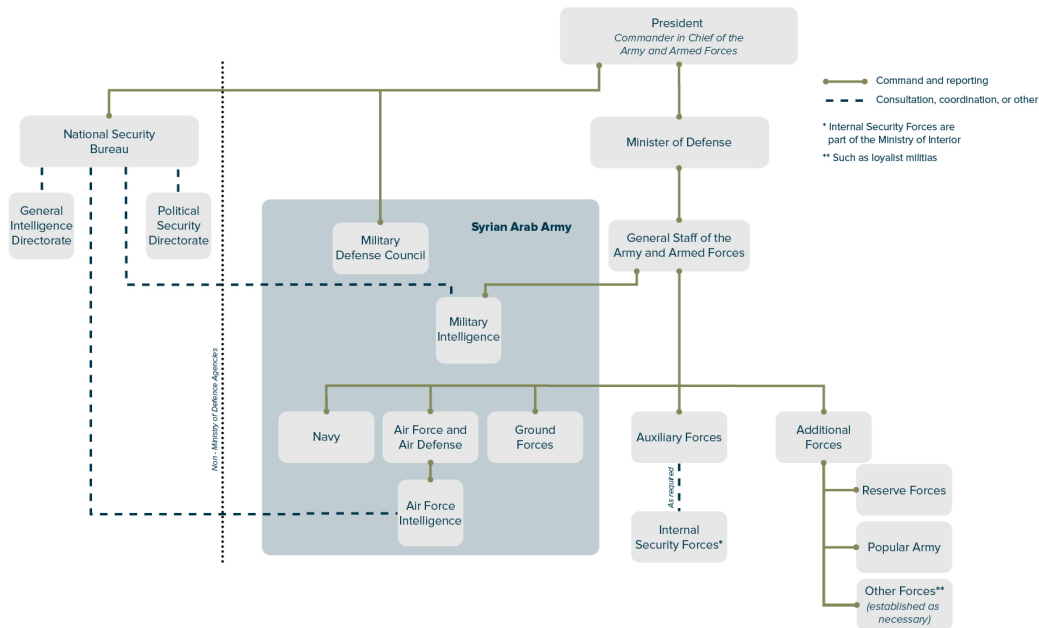 President
Commander in Chief of the
Army and Armed Forces
Command and reporting
Consultation, coordination, or other
* Internal Security Forces are
part of the Ministry of Interior
** Such as loyalist militias
National Security
Bureau
Minister of Defense
General
Intelligence
Directorate
Political
Security
Directorate
Syrian Arab Army
Military
Defense Council
General Staff of the
Army and Armed Forces
Military
Intelligence
Non - Ministry of Defence Agencies
Navy
Air Force and
Air Defense
Ground
Forces
Auxiliary Forces
Additional
Forces
As required
Air Force
Intelligence
Internal
Security Forces*
Reserve Forces
Popular Army
Other Forces**
(established as
necessary)